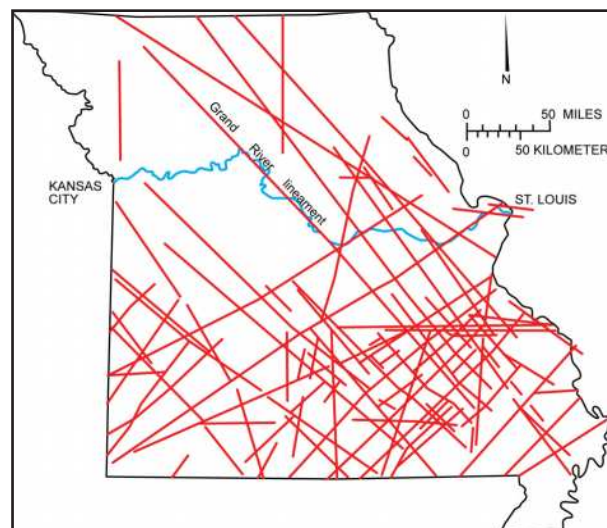 N
0 50 MILES
0 50 KILOMETER
Grand River lineament
KANSAS
CITY
ST. LOUIS